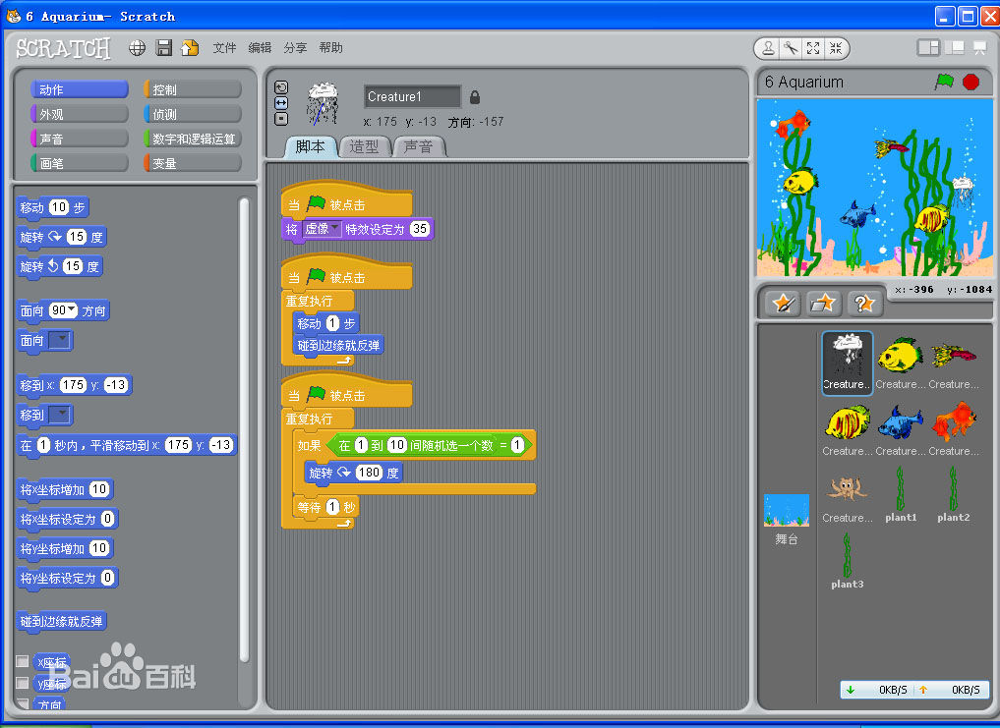 6 Aquarium- Scratch
SCRATCH 文件 编辑 分享 帮助
动作 控制
外观 侦测
声音 数字和逻辑运算
画笔 变量
移动 10 步
旋转 15 度
旋转 15 度
面向 90 方向
面向
移到 x: 175 y: -13
移到
在 1 秒内，平滑移动到 x: 175 y: -13
将x坐标增加 10
将x坐标设定为 0
将y坐标增加 10
将y坐标设定为 0
碰到边缘就反弹
x座标
y座标
方向
Baidu百科
Creature1
x: 175 y: -13 方向: -157
脚本 造型 声音
当 被点击
将 虚像 特效设定为 35
当 被点击
重复执行
移动 1 步
碰到边缘就反弹
当 被点击
重复执行
如果 在 1 到 10 间随机选一个数 = 1
旋转 180 度
等待 1 秒
6 Aquarium
x: -396 y: -1084
Creature.. Creature... Creature...
Creature... Creature... Creature...
Creature... plant1 plant2
舞台
plant3
0KB/S 0KB/S